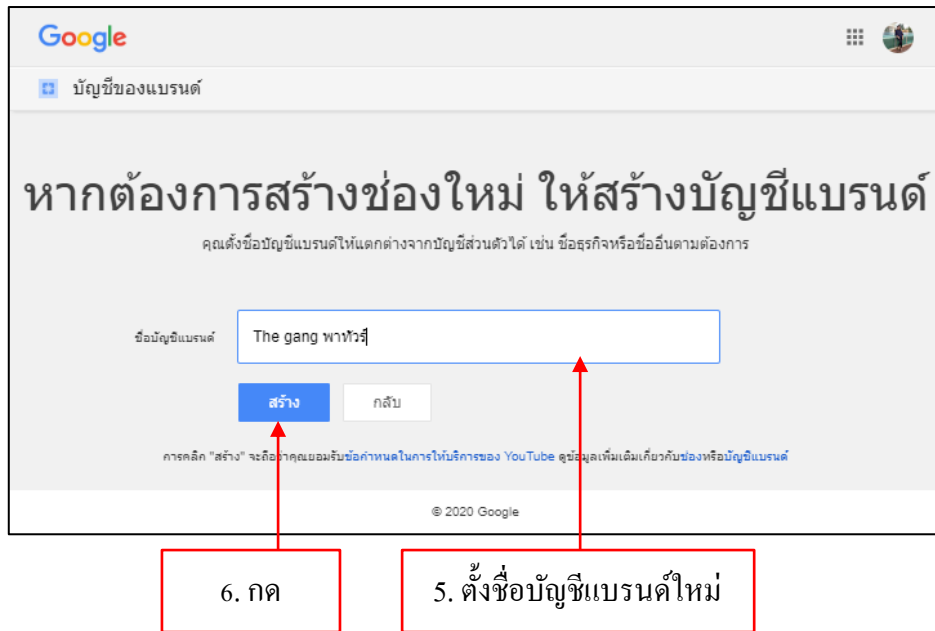 Google
บัญชีของแบรนด์
หากต้องการสร้างช่องใหม่ ให้สร้างบัญชีแบรนด์
คุณตั้งชื่อบัญชีแบรนด์ให้แตกต่างจากบัญชีส่วนตัวได้ เช่น ชื่อธุรกิจหรือชื่ออื่นตามต้องการ
ชื่อบัญชีแบรนด์ The gang พาทัวร์
สร้าง กลับ
การคลิก "สร้าง" จะถือว่าคุณยอมรับข้อกำหนดในการให้บริการของ YouTube ดูข้อมูลเพิ่มเติมเกี่ยวกับช่องหรือบัญชีแบรนด์
© 2020 Google
6. กด 5. ตั้งชื่อบัญชีแบรนด์ใหม่